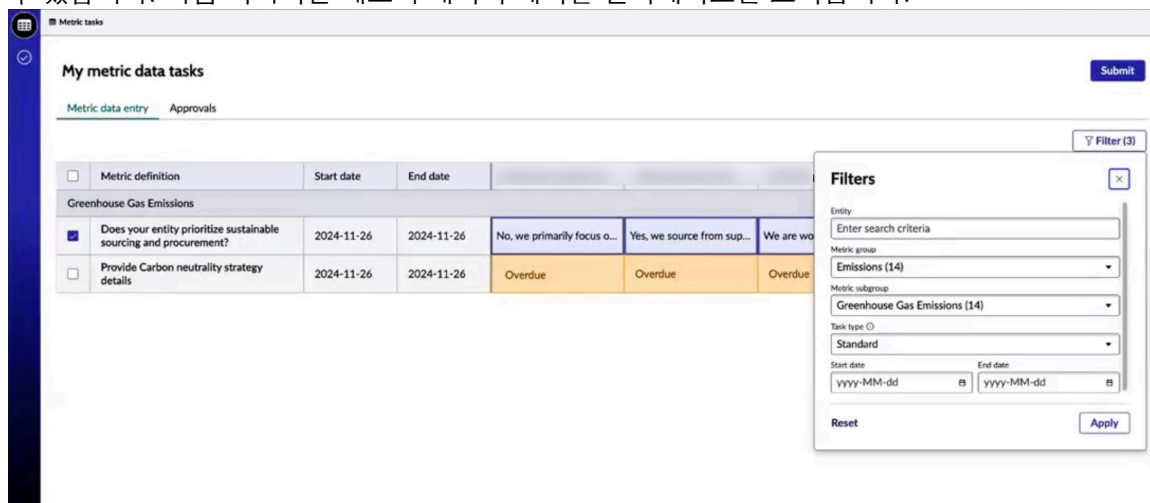 Metric tasks
My metric data tasks
Submit
Metric data entry Approvals
Filter (3)
Metric definition Start date End date
Greenhouse Gas Emissions
Does your entity prioritize sustainable
sourcing and procurement?
2024-11-26 2024-11-26 No, we primarily focus o... Yes, we source from sup... We are wo
Provide Carbon neutrality strategy
details
2024-11-26 2024-11-26 Overdue Overdue Overdue
Filters
Entity
Enter search criteria
Metric group
Emissions (14)
Metric subgroup
Greenhouse Gas Emissions (14)
Task type
Standard
Start date End date
yyyy-MM-dd yyyy-MM-dd
Reset Apply